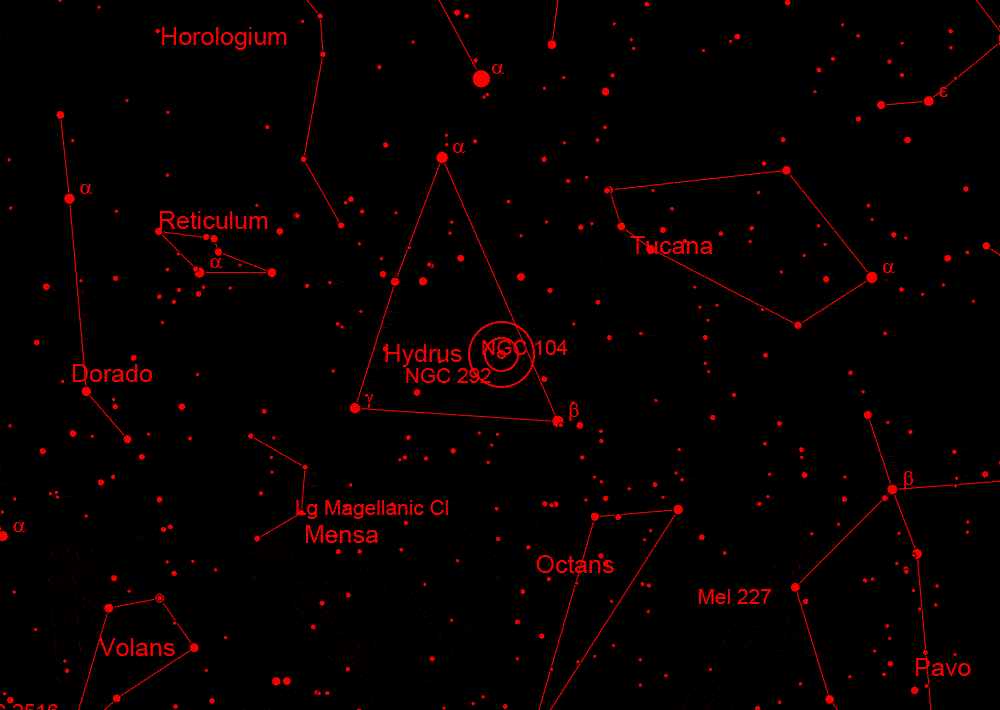 Horologium
α
ε
α
α
Reticulum
α
Tucana
α
Hydrus
NGC 104
NGC 292
Dorado
γ
β
β
Lg Magellanic Cl
α
Mensa
Octans
Mel 227
Volans
Pavo